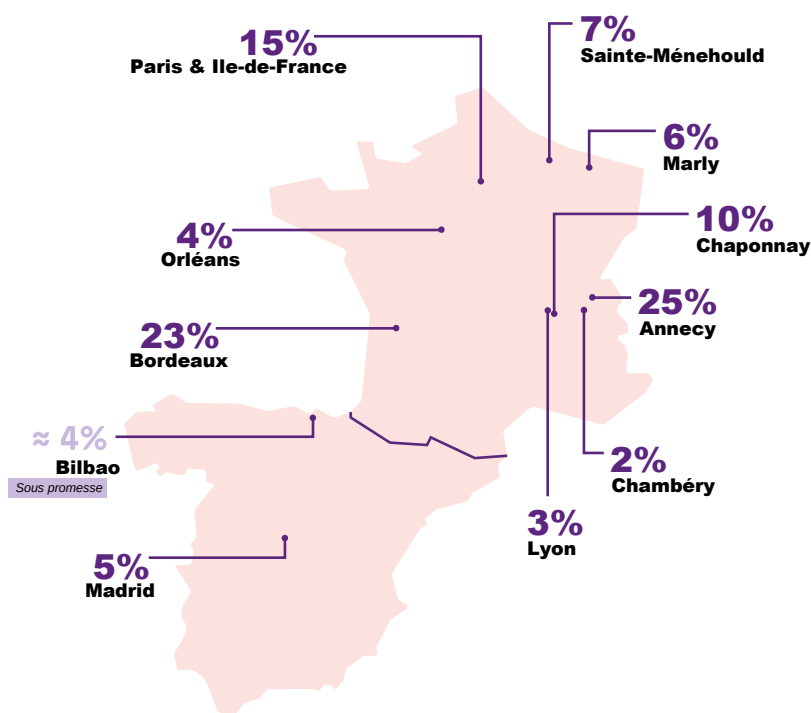 15%
Paris & Ile-de-France
7%
Sainte-Ménehould
6%
Marly
10%
Chaponnay
4%
Orléans
25%
Annecy
23%
Bordeaux
≈ 4%
Bilbao
Sous promesse
2%
Chambéry
3%
Lyon
5%
Madrid